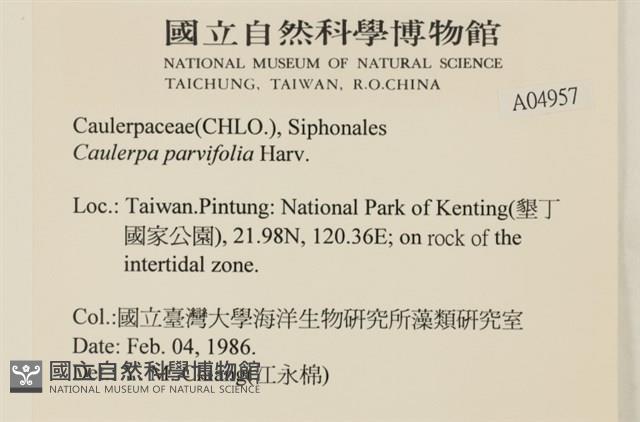 國立自然科學博物館
NATIONAL MUSEUM OF NATURAL SCIENCE
TAICHUNG, TAIWAN, R.O.CHINA
A04957
Caulerpaceae(CHLO.), Siphonales
Caulerpa parvifolia Harv.
Loc.: Taiwan.Pintung: National Park of Kenting(墾丁
國家公園), 21.98N, 120.36E; on rock of the
intertidal zone.
Col.:國立臺灣大學海洋生物研究所藻類研究室
Date: Feb. 04, 1986.
(江永棉)
國立自然科學博物館
NATIONAL MUSEUM OF NATURAL SCIENCE